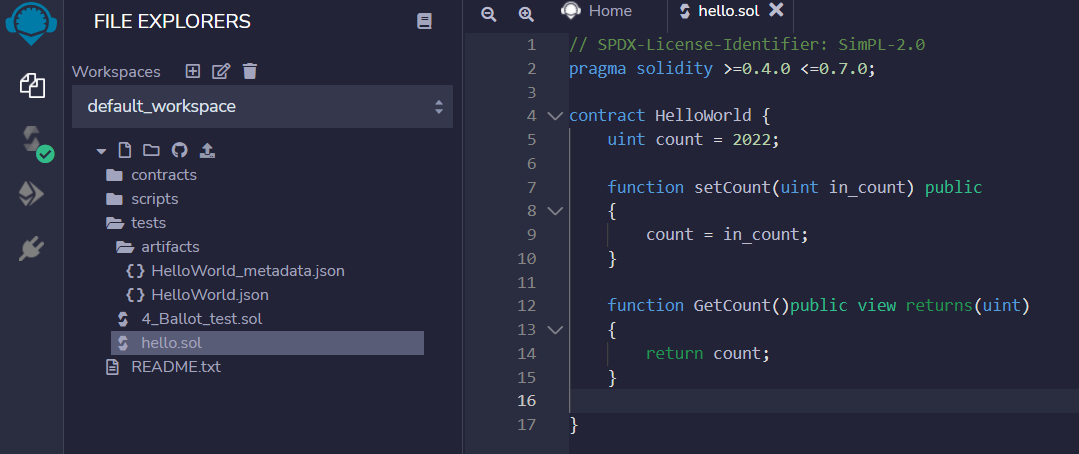 FILE EXPLORERS
Workspaces
default_workspace
contracts
scripts
tests
artifacts
{} HelloWorld_metadata.json
{} HelloWorld.json
4_Ballot_test.sol
hello.sol
README.txt
Home
hello.sol
1 // SPDX-License-Identifier: SimPL-2.0
2 pragma solidity >=0.4.0 <=0.7.0;
3
4 contract HelloWorld {
5     uint count = 2022;
6
7     function setCount(uint in_count) public
8     {
9         count = in_count;
10     }
11
12     function GetCount()public view returns(uint)
13     {
14         return count;
15     }
16
17 }